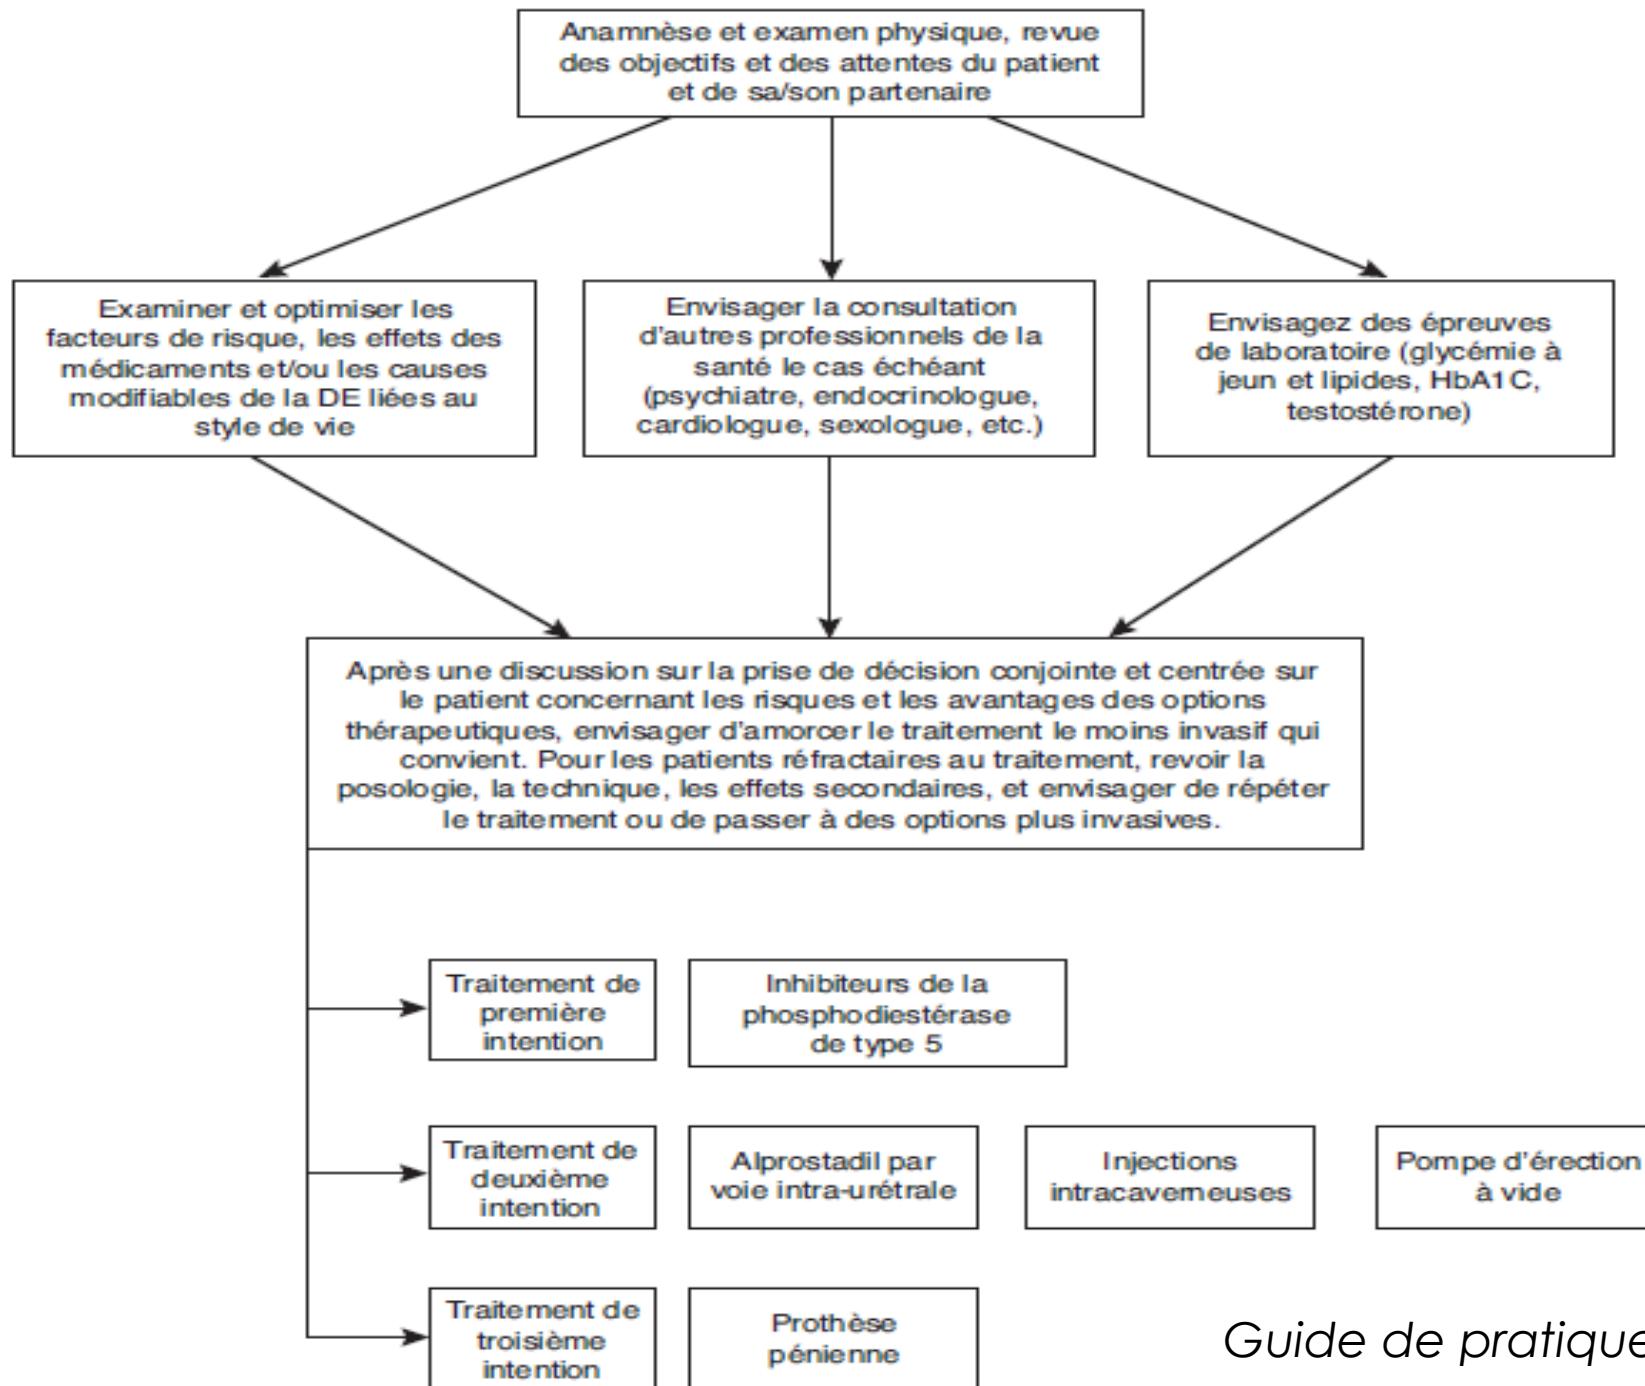 Anamnèse et examen physique, revue
des objectifs et des attentes du patient
et de sa/son partenaire
Examiner et optimiser les
facteurs de risque, les effets des
médicaments et/ou les causes
modifiables de la DE liées au
style de vie
Envisager la consultation
d'autres professionnels de la
santé le cas échéant
(psychiatre, endocrinologue,
cardiologue, sexologue, etc.)
Envisagez des épreuves
de laboratoire (glycémie à
jeun et lipides, HbA1C,
testostérone)
Après une discussion sur la prise de décision conjointe et centrée sur
le patient concernant les risques et les avantages des options
thérapeutiques, envisager d'amorcer le traitement le moins invasif qui
convient. Pour les patients réfractaires au traitement, revoir la
posologie, la technique, les effets secondaires, et envisager de répéter
le traitement ou de passer à des options plus invasives.
Traitement de
première
intention
Inhibiteurs de la
phosphodiestérase
de type 5
Traitement de
deuxième
intention
Alprostadil par
voie intra-urétrale
Injections
intracaverneuses
Pompe d'érection
à vide
Traitement de
troisième
intention
Prothèse
pénienne
Guide de pratique